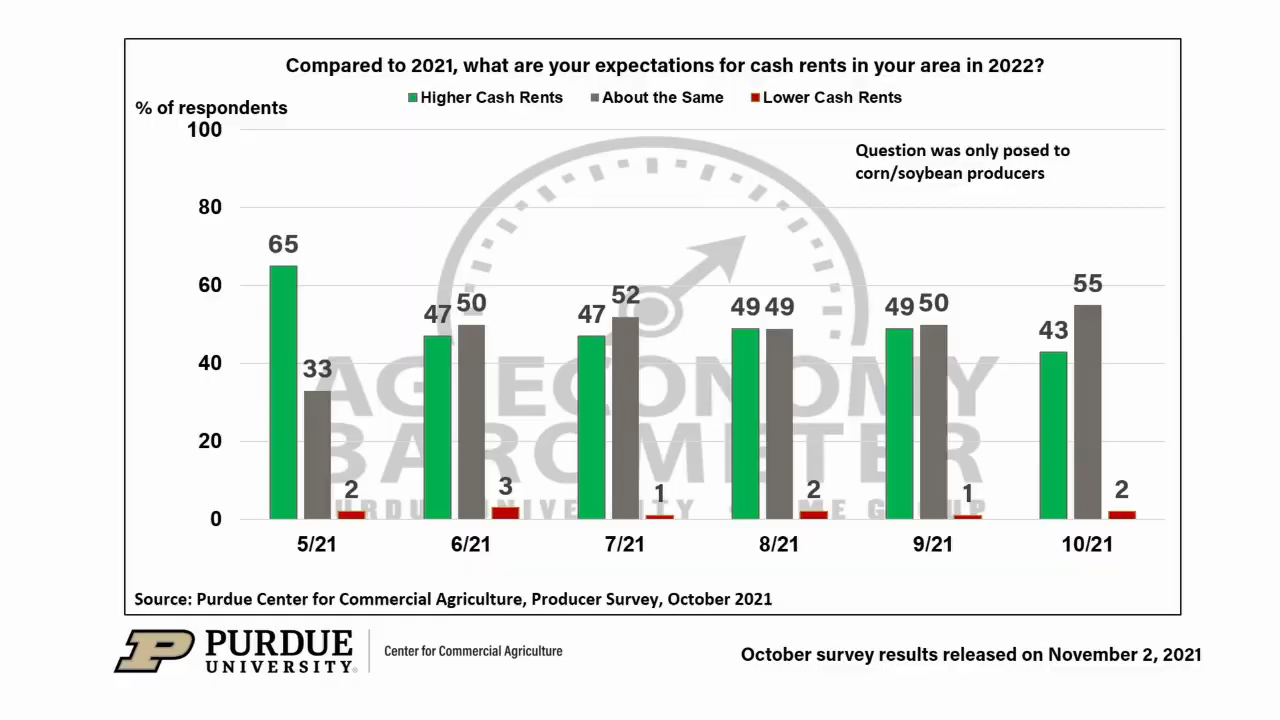 Compared to 2021, what are your expectations for cash rents in your area in 2022?
Higher Cash Rents About the Same Lower Cash Rents
% of respondents
100
Question was only posed to
corn/soybean producers
80
65
60
47 50
47 52
49 49
49 50
43 55
40
33
20
2
3
1
2
1
2
0
AG ECONOMY
BAROMETER
PURDUE UNIVERSITY CME GROUP
5/21 6/21 7/21 8/21 9/21 10/21
Source: Purdue Center for Commercial Agriculture, Producer Survey, October 2021
P PURDUE
UNIVERSITY®
Center for Commercial Agriculture
October survey results released on November 2, 2021